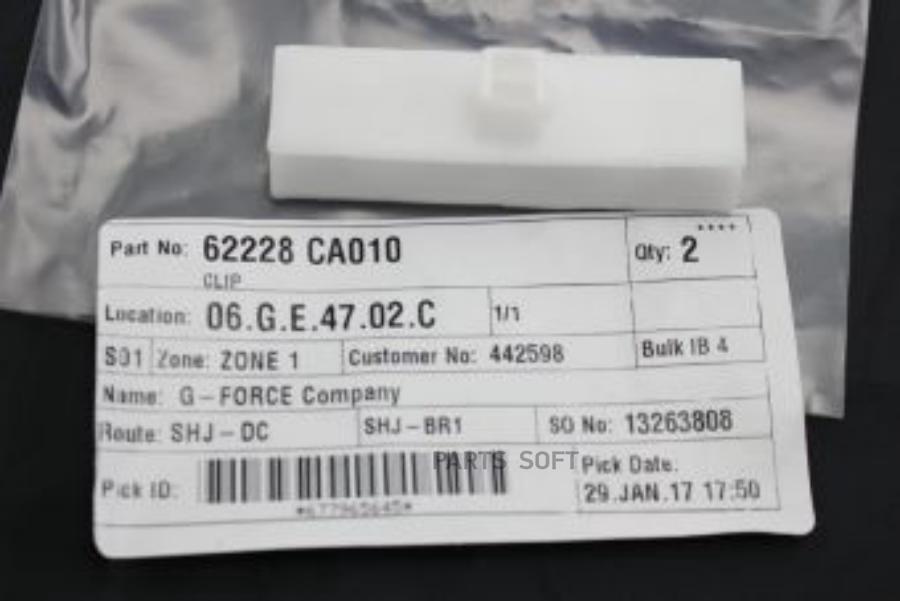 Part No: 62228 CA010 Qty: 2 ****
CLIP
Location: 06.G.E.47.02.C 1/1
S01 Zone: ZONE 1 Customer No: 442598 Bulk IB 4
Name: G-FORCE Company
Route: SHJ-DC SHJ-BR1 SO No: 13263808
PARTS SOFT
Pick ID: Pick Date:
29.JAN.17 17:50